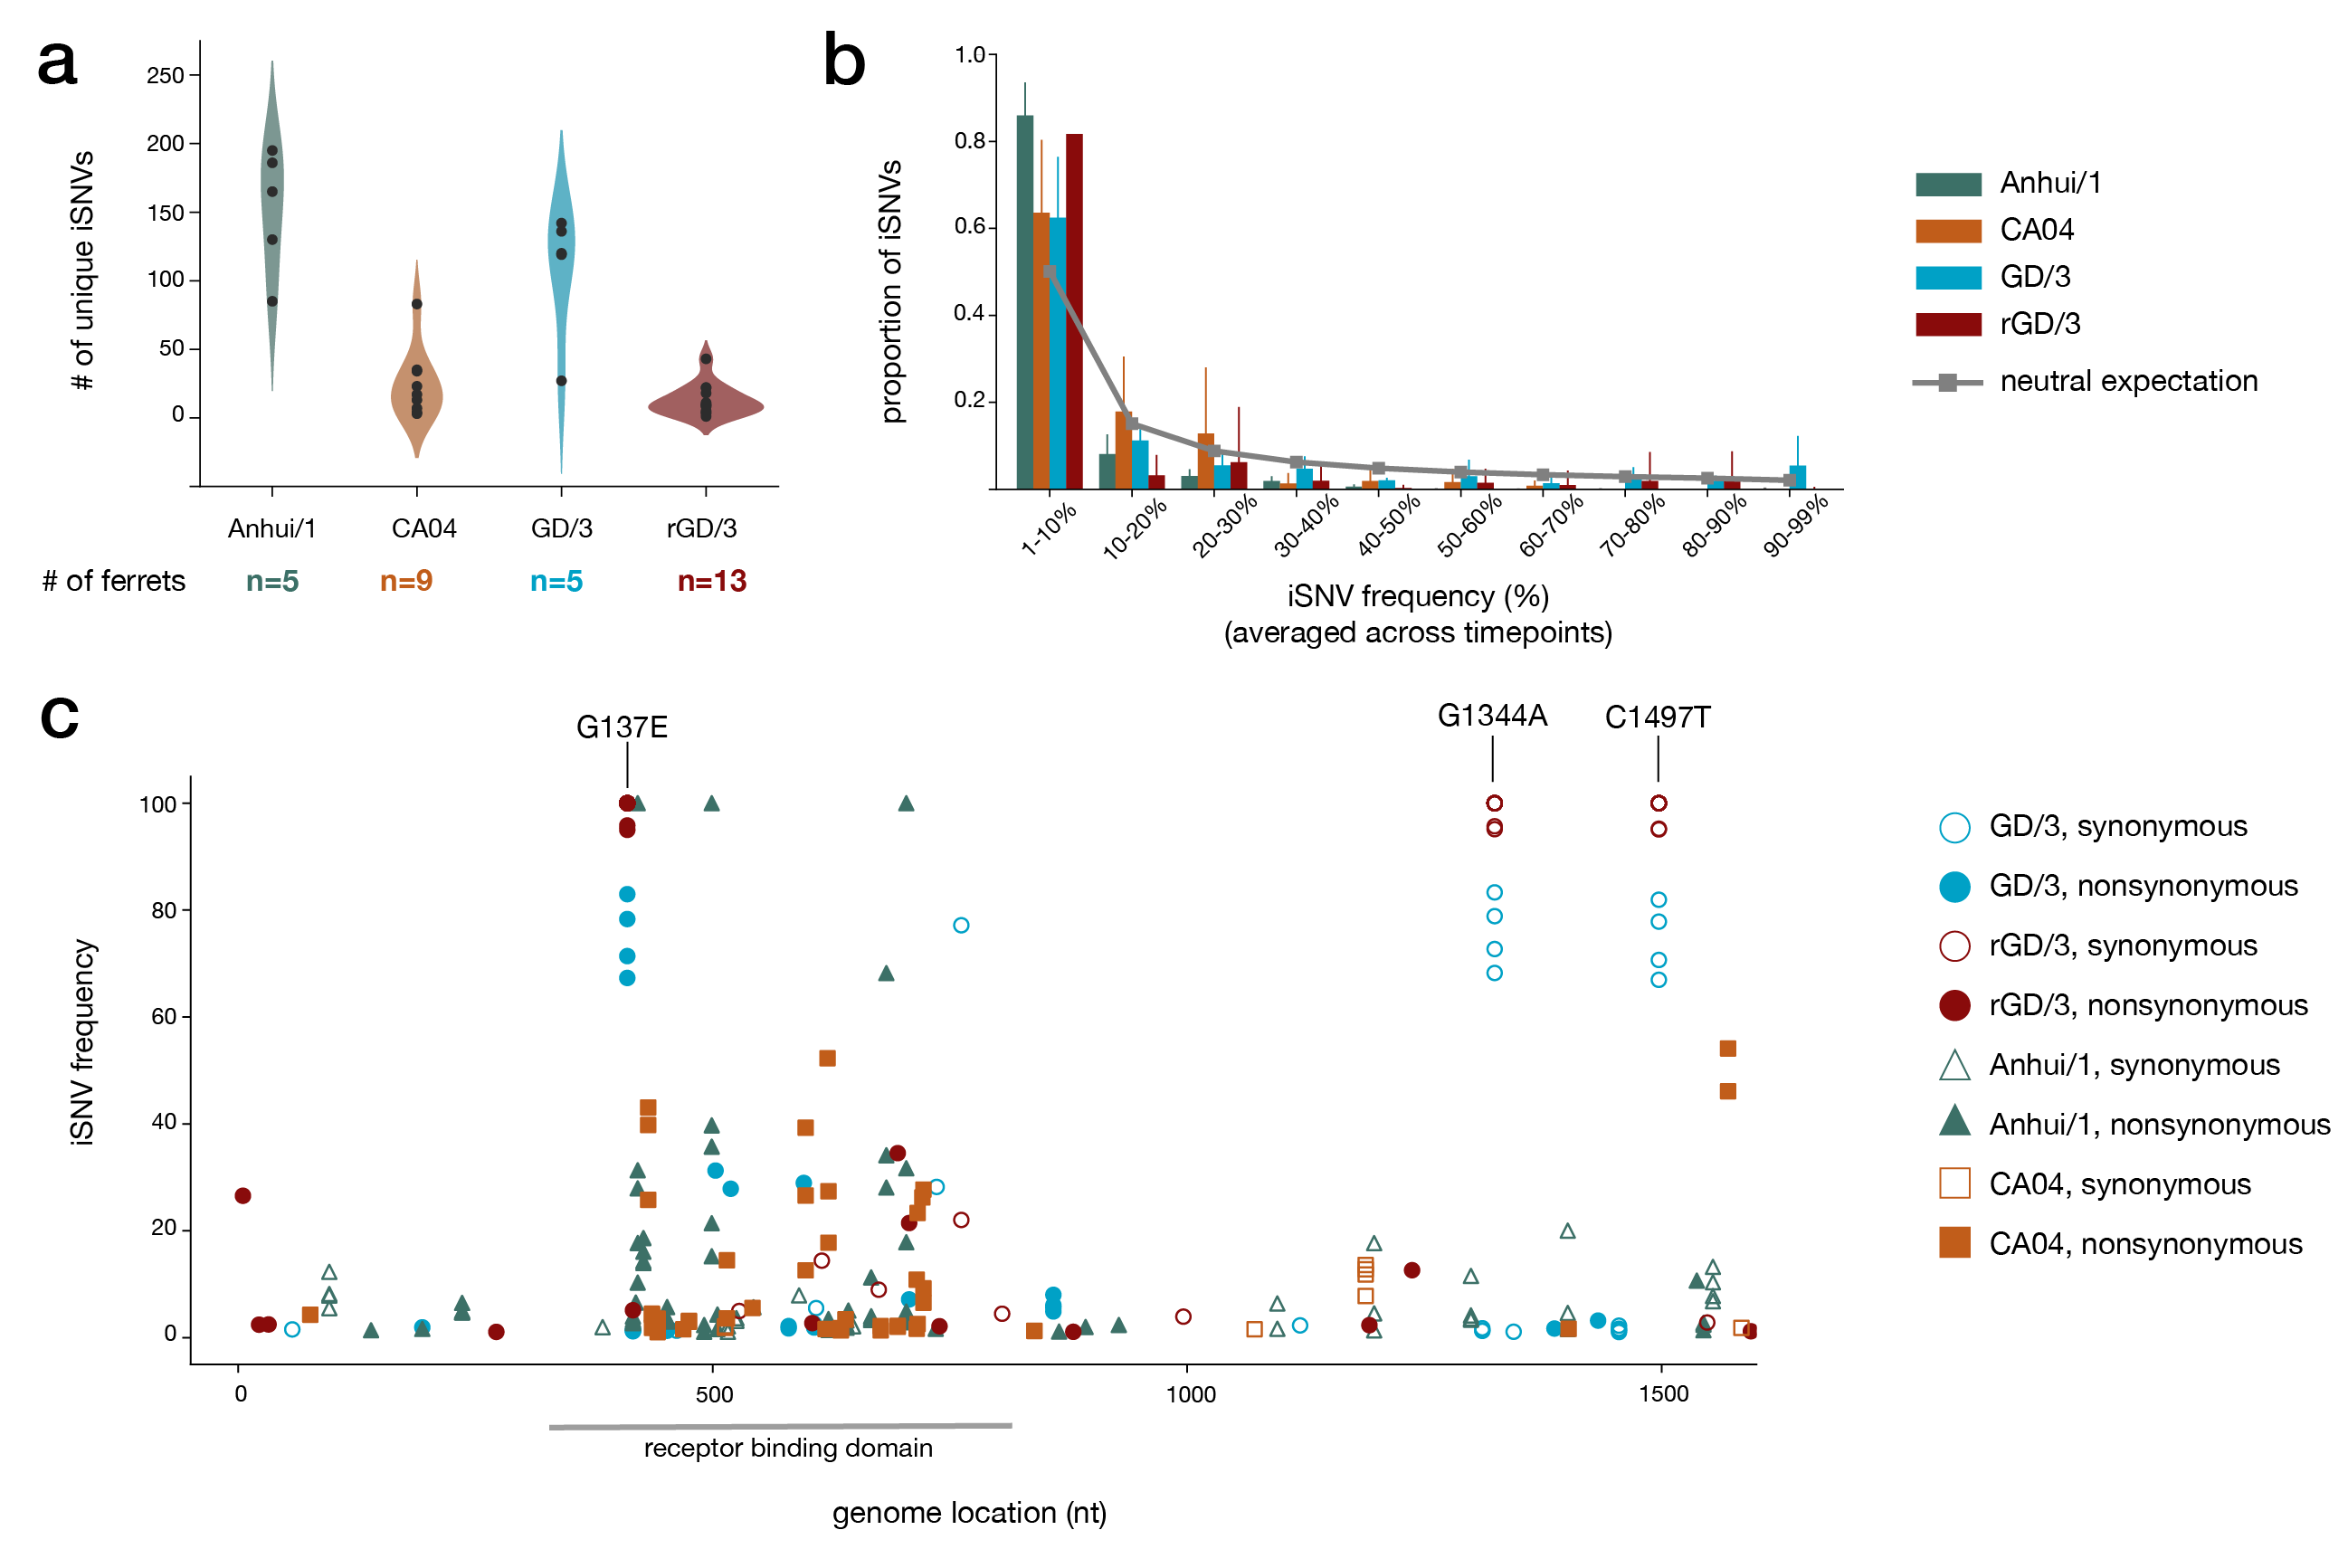 a
250
200
150
100
50
0
# of unique iSNVs
Anhui/1 CA04 GD/3 rGD/3
# of ferrets n=5 n=9 n=5 n=13
b
1.0
0.8
0.6
0.4
0.2
proportion of iSNVs
1-10% 10-20% 20-30% 30-40% 40-50% 50-60% 60-70% 70-80% 80-90% 90-99%
iSNV frequency (%)
(averaged across timepoints)
Anhui/1
CA04
GD/3
rGD/3
neutral expectation
c
G137E G1344A C1497T
100
80
60
40
20
0
iSNV frequency
0 500 1000 1500
receptor binding domain
genome location (nt)
GD/3, synonymous
GD/3, nonsynonymous
rGD/3, synonymous
rGD/3, nonsynonymous
Anhui/1, synonymous
Anhui/1, nonsynonymous
CA04, synonymous
CA04, nonsynonymous